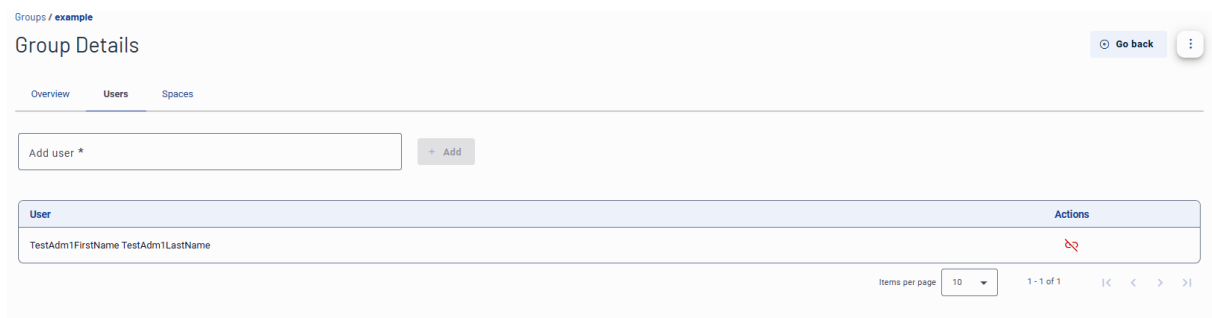 Groups / example
Group Details
Go back
Overview Users Spaces
Add user *
+ Add
User Actions
TestAdm1FirstName TestAdm1LastName
Items per page 10 1 - 1 of 1